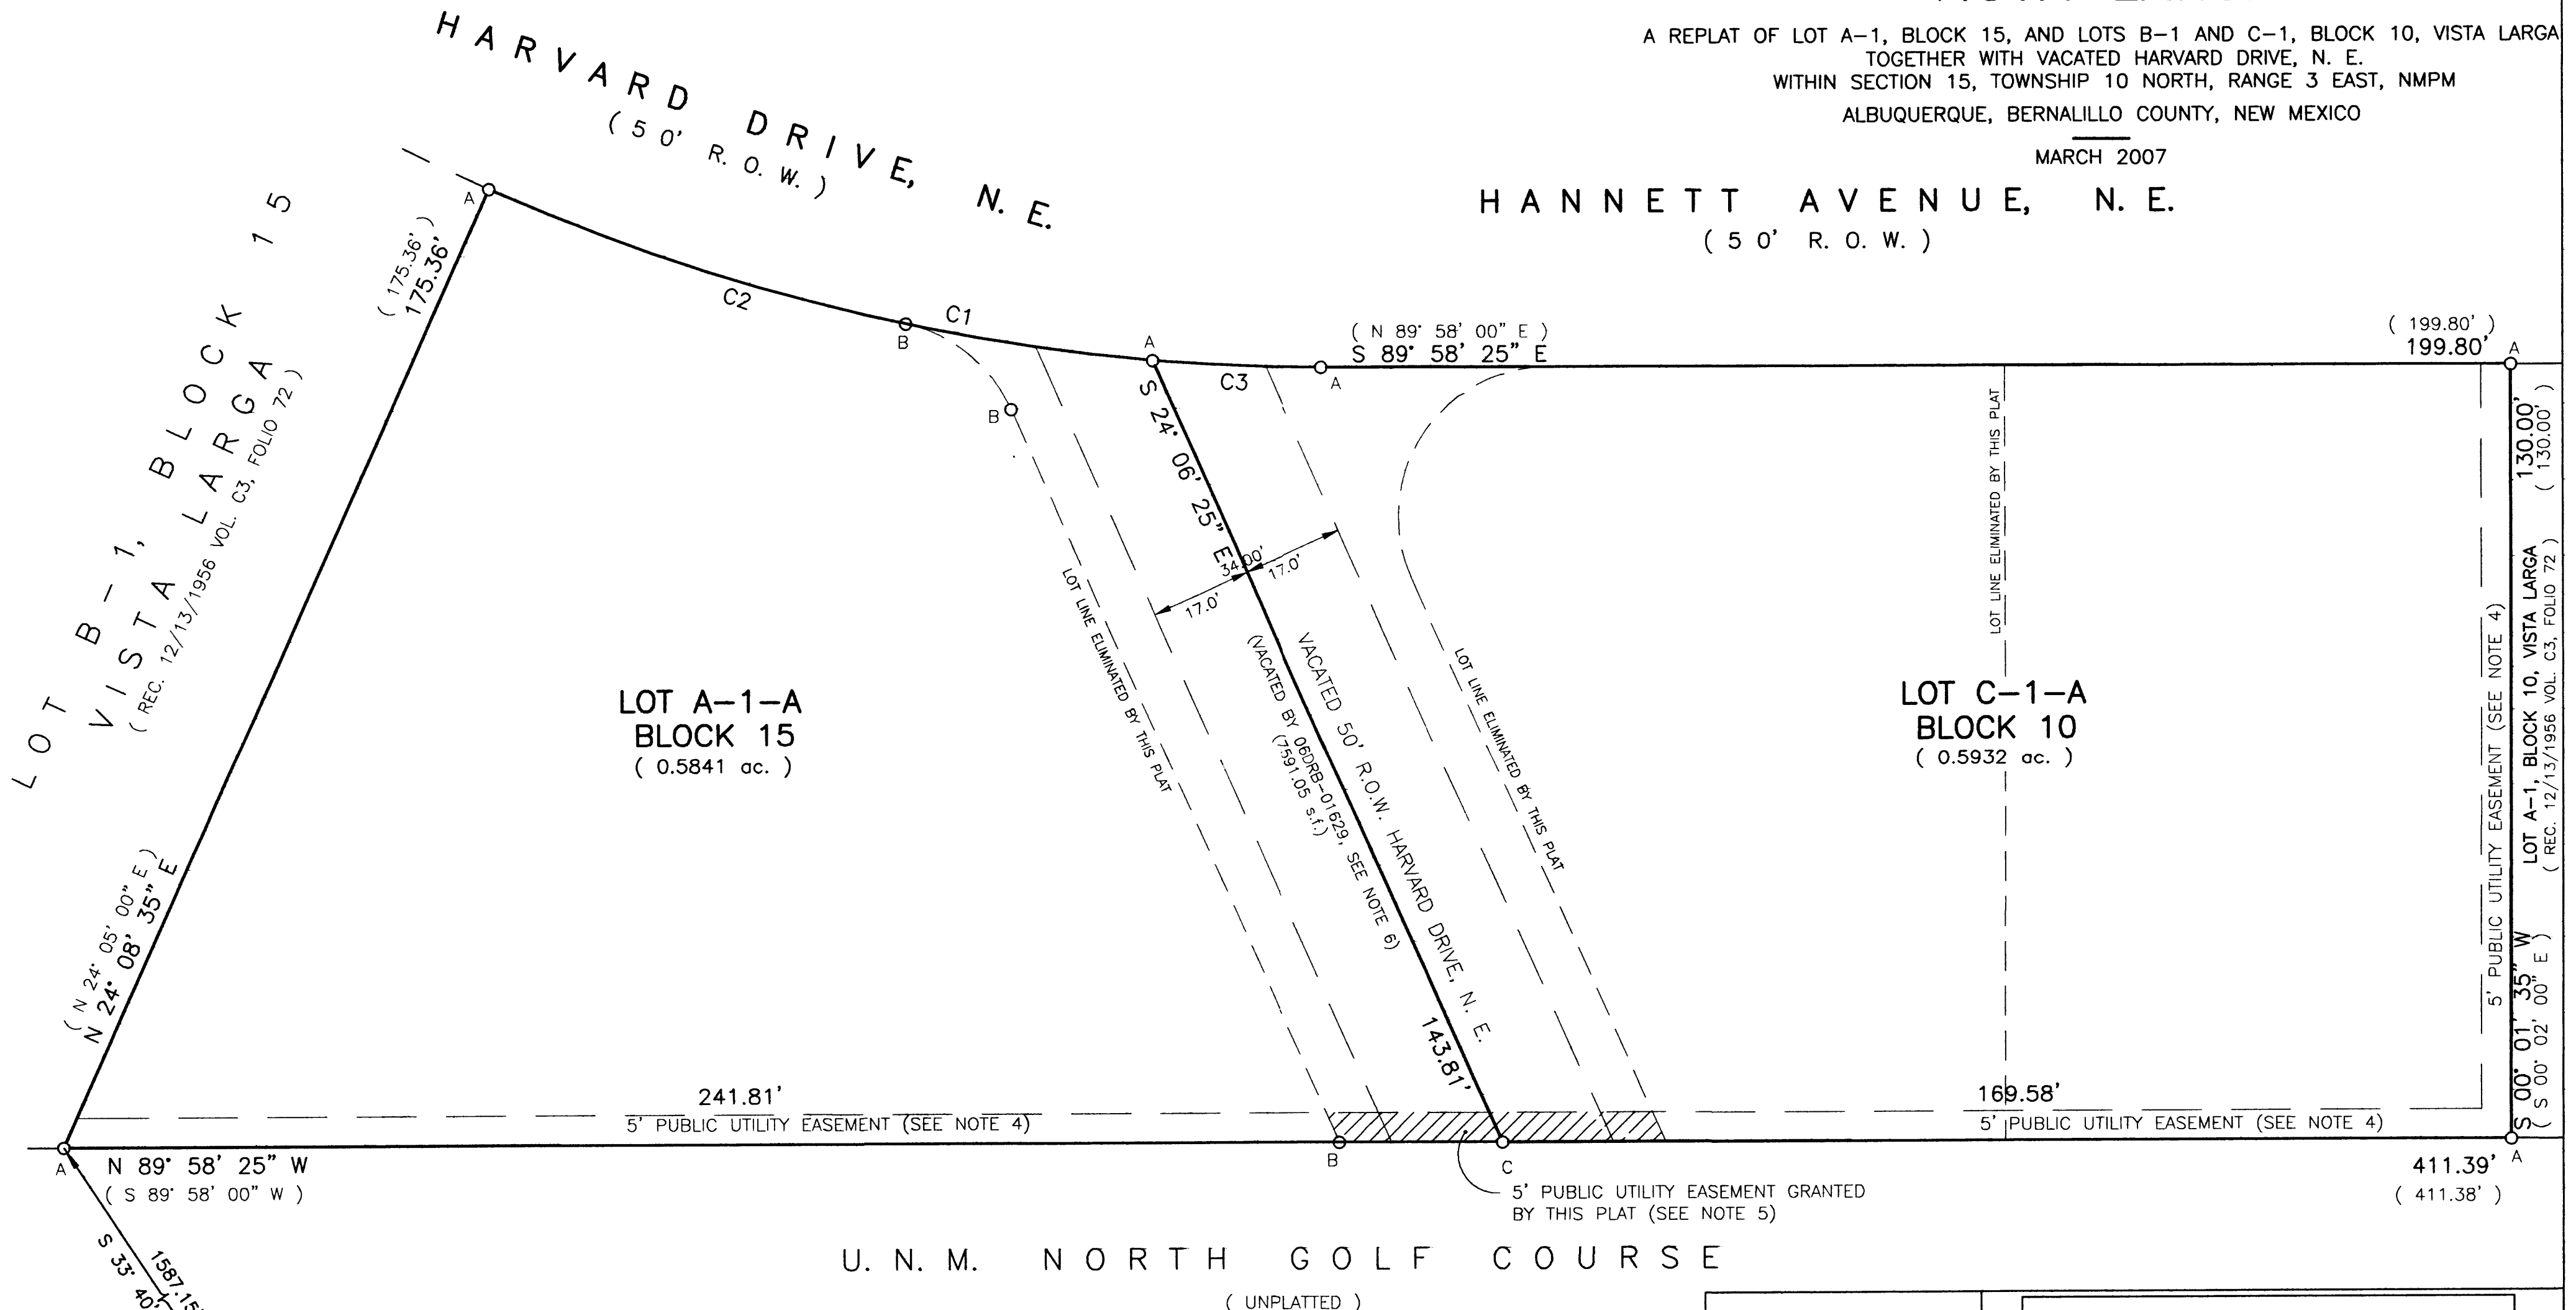 A REPLAT OF LOT A-1, BLOCK 15, AND LOTS B-1 AND C-1, BLOCK 10, VISTA LARGA
TOGETHER WITH VACATED HARVARD DRIVE, N. E.
WITHIN SECTION 15, TOWNSHIP 10 NORTH, RANGE 3 EAST, NMPM
ALBUQUERQUE, BERNALILLO COUNTY, NEW MEXICO
MARCH 2007
HARVARD DRIVE, N. E.
( 50' R. O. W. )
HANNETT AVENUE, N. E.
( 50' R. O. W. )
LOT B-1, BLOCK 15
VISTA LARGA
( REC. 12/13/1956 VOL. C3, FOLIO 72 )
A
( 175.36' )
175.36'
C2
C1
B
B
A
C3
A
( N 89° 58' 00" E )
S 89° 58' 25" E
( 199.80' )
199.80'
A
130.00'
( 130.00' )
S 24° 06' 25" E
34.00'
17.0'
17.0'
LOT LINE ELIMINATED BY THIS PLAT
VACATED 50' R.O.W. HARVARD DRIVE, N. E.
(VACATED BY 06DRB-01629, SEE NOTE 6)
(7591.05 s.f.)
LOT LINE ELIMINATED BY THIS PLAT
LOT LINE ELIMINATED BY THIS PLAT
LOT A-1-A
BLOCK 15
( 0.5841 ac. )
LOT C-1-A
BLOCK 10
( 0.5932 ac. )
5' PUBLIC UTILITY EASEMENT (SEE NOTE 4)
LOT A-1, BLOCK 10, VISTA LARGA
( REC. 12/13/1956 VOL. C3, FOLIO 72 )
S 00° 01' 35" W
( S 00° 02' 00" E )
( N 24° 05' 00" E )
N 24° 08' 35" E
143.81'
241.81'
5' PUBLIC UTILITY EASEMENT (SEE NOTE 4)
169.58'
5' PUBLIC UTILITY EASEMENT (SEE NOTE 4)
A
N 89° 58' 25" W
( S 89° 58' 00" W )
B
C
A
411.39'
( 411.38' )
5' PUBLIC UTILITY EASEMENT GRANTED
BY THIS PLAT (SEE NOTE 5)
S 33° 40'
1587.15'
U. N. M. NORTH GOLF COURSE
( UNPLATTED )